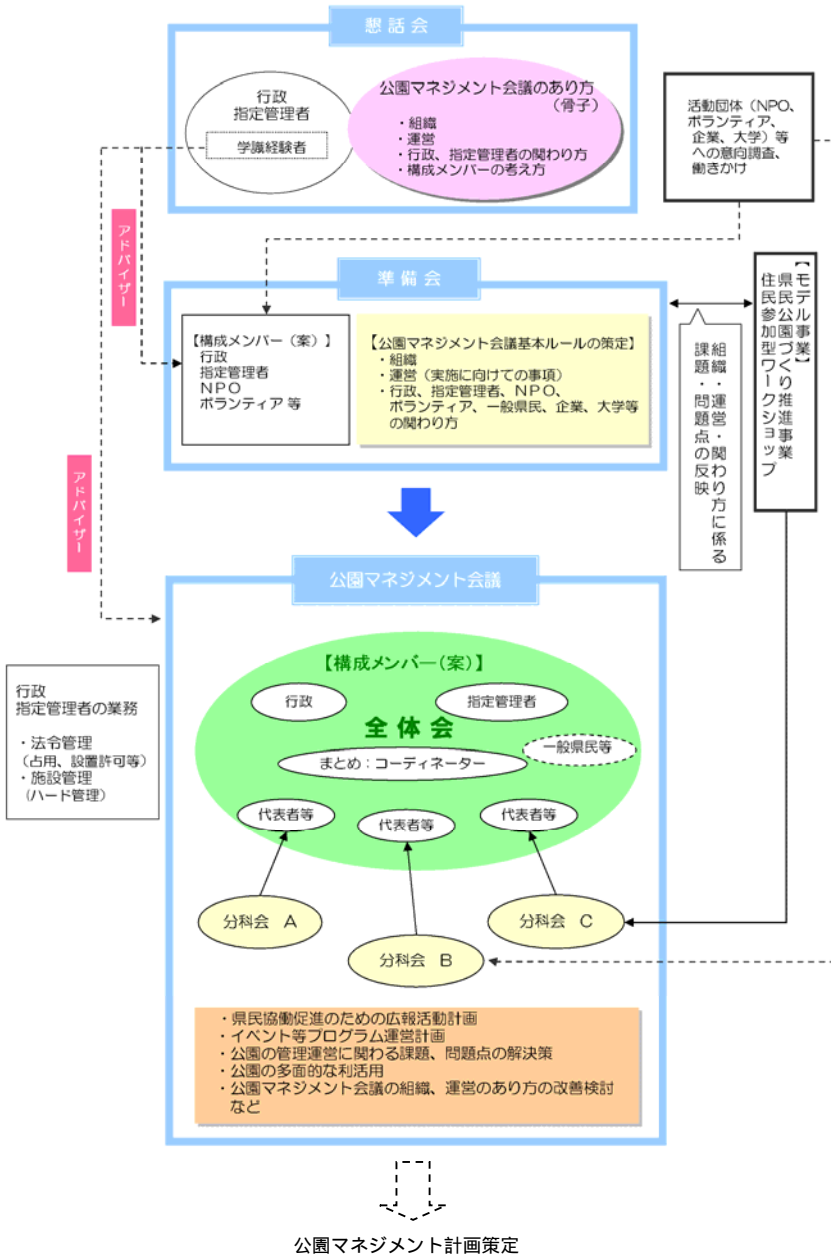 懇話会
行政
指定管理者
学識経験者
公園マネジメント会議のあり方
（骨子）
・組織
・運営
・行政、指定管理者の関わり方
・構成メンバーの考え方
活動団体（NPO、
ボランティア、
企業、大学）等
への意向調査、
働きかけ
アドバイザー
準備会
【構成メンバー（案）】
行政
指定管理者
NPO
ボランティア 等
【公園マネジメント会議基本ルールの策定】
・組織
・運営（実施に向けての事項）
・行政、指定管理者、NPO、
ボランティア、一般県民、企業、大学等
の関わり方
【モデル事業】
県民公園づくり推進事業
住民参加型ワークショップ
組織・運営・関わり方に係る
課題・問題点の反映
アドバイザー
公園マネジメント会議
行政
指定管理者の業務
・法令管理
（占用、設置許可等）
・施設管理
（ハード管理）
【構成メンバー（案）】
行政
指定管理者
全体会
一般県民等
まとめ：コーディネーター
代表者等
代表者等
代表者等
分科会　A
分科会　B
分科会　C
・県民協働促進のための広報活動計画
・イベント等プログラム運営計画
・公園の管理運営に関わる課題、問題点の解決策
・公園の多面的な利活用
・公園マネジメント会議の組織、運営のあり方の改善検討
など
公園マネジメント計画策定